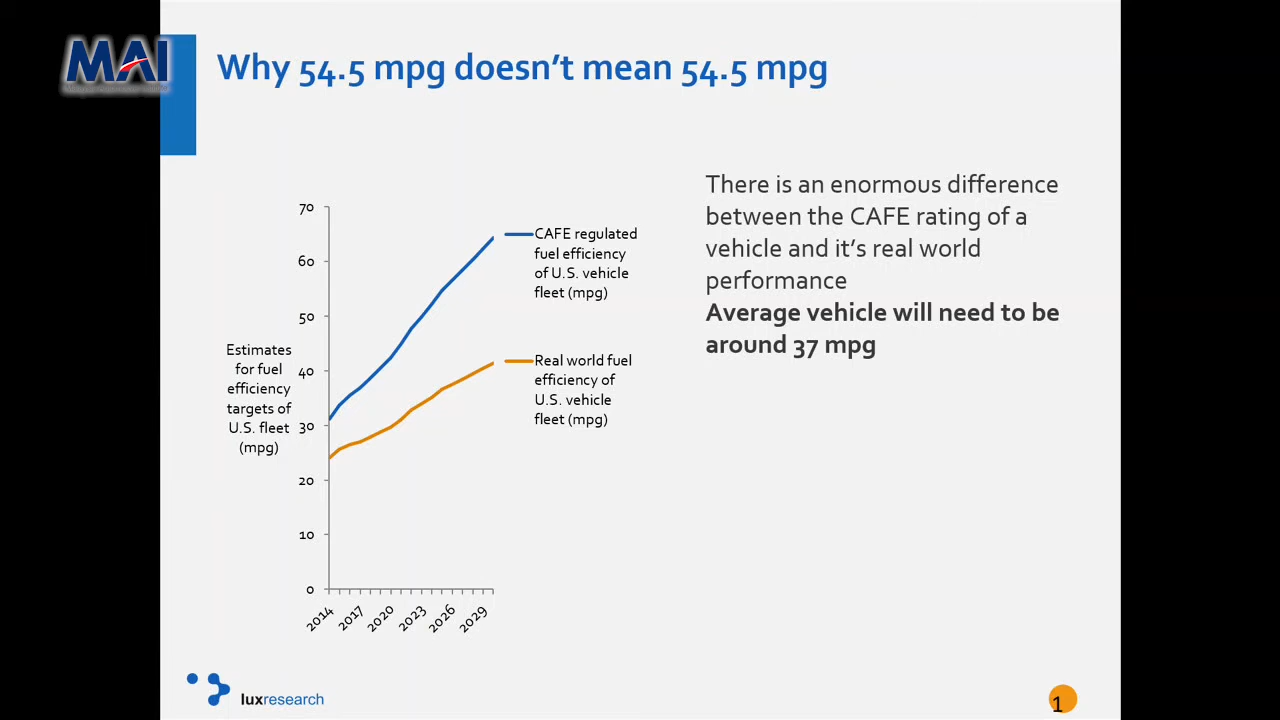 MAI
Why 54.5 mpg doesn't mean 54.5 mpg
There is an enormous difference
between the CAFE rating of a
vehicle and it's real world
performance
Average vehicle will need to be
around 37 mpg
Estimates
for fuel
efficiency
targets of
U.S. fleet
(mpg)
70
60
50
40
30
20
10
0
2014
2017
2020
2023
2026
2029
CAFE regulated
fuel efficiency
of U.S. vehicle
fleet (mpg)
Real world fuel
efficiency of
U.S. vehicle
fleet (mpg)
luxresearch
1